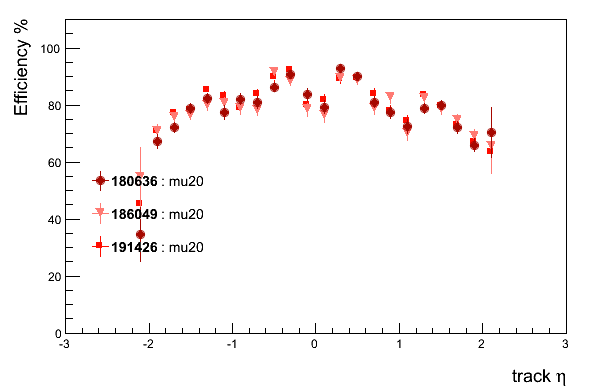 Efficiency %
100
80
60
40
20
0
180636 : mu20
186049 : mu20
191426 : mu20
-3 -2 -1 0 1 2 3
track η